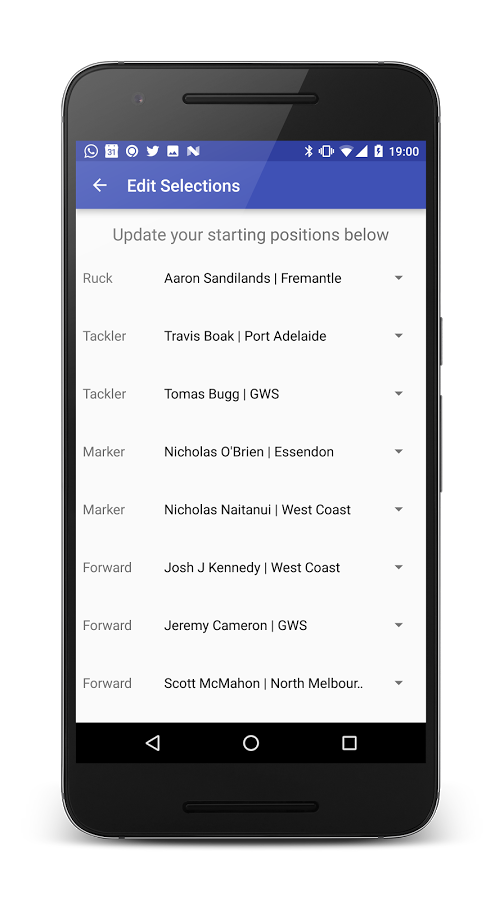 31
19:00
Edit Selections
Update your starting positions below
Ruck Aaron Sandilands | Fremantle
Tackler Travis Boak | Port Adelaide
Tackler Tomas Bugg | GWS
Marker Nicholas O'Brien | Essendon
Marker Nicholas Naitanui | West Coast
Forward Josh J Kennedy | West Coast
Forward Jeremy Cameron | GWS
Forward Scott McMahon | North Melbour..